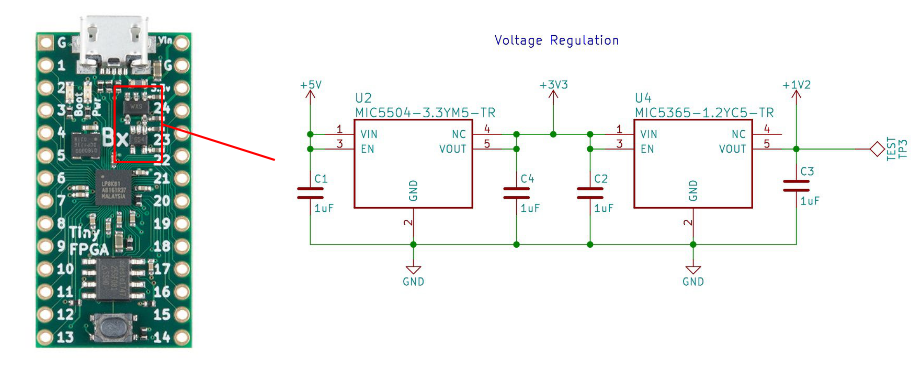 G
Vin
1
G
2
3.3v
Boot
Pwr
3
24
4
Bx
23
5
22
6
21
7
20
8
19
Tiny
FPGA
9
18
10
17
11
16
12
15
13
14
Voltage Regulation
+5V
+3V3
+1V2
U2
MIC5504-3.3YM5-TR
U4
MIC5365-1.2YC5-TR
1 VIN NC 4
3 EN VOUT 5
GND
2
1 VIN NC 4
3 EN VOUT 5
GND
2
TEST
TP3
C1
1uF
C4
1uF
C2
1uF
C3
1uF
GND
GND